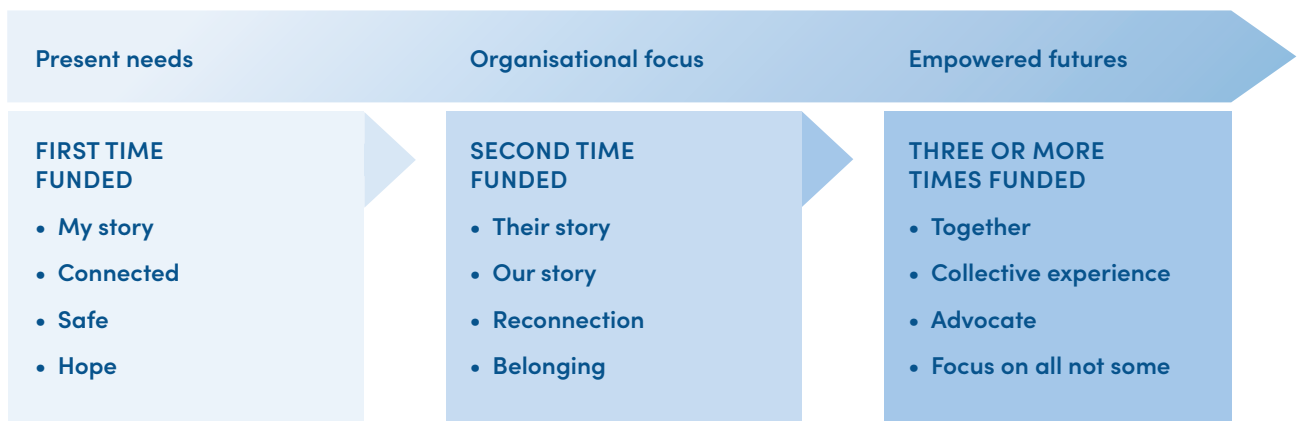 Present needs
Organisational focus
Empowered futures
FIRST TIME
FUNDED
• My story
• Connected
• Safe
• Hope
SECOND TIME
FUNDED
• Their story
• Our story
• Reconnection
• Belonging
THREE OR MORE
TIMES FUNDED
• Together
• Collective experience
• Advocate
• Focus on all not some